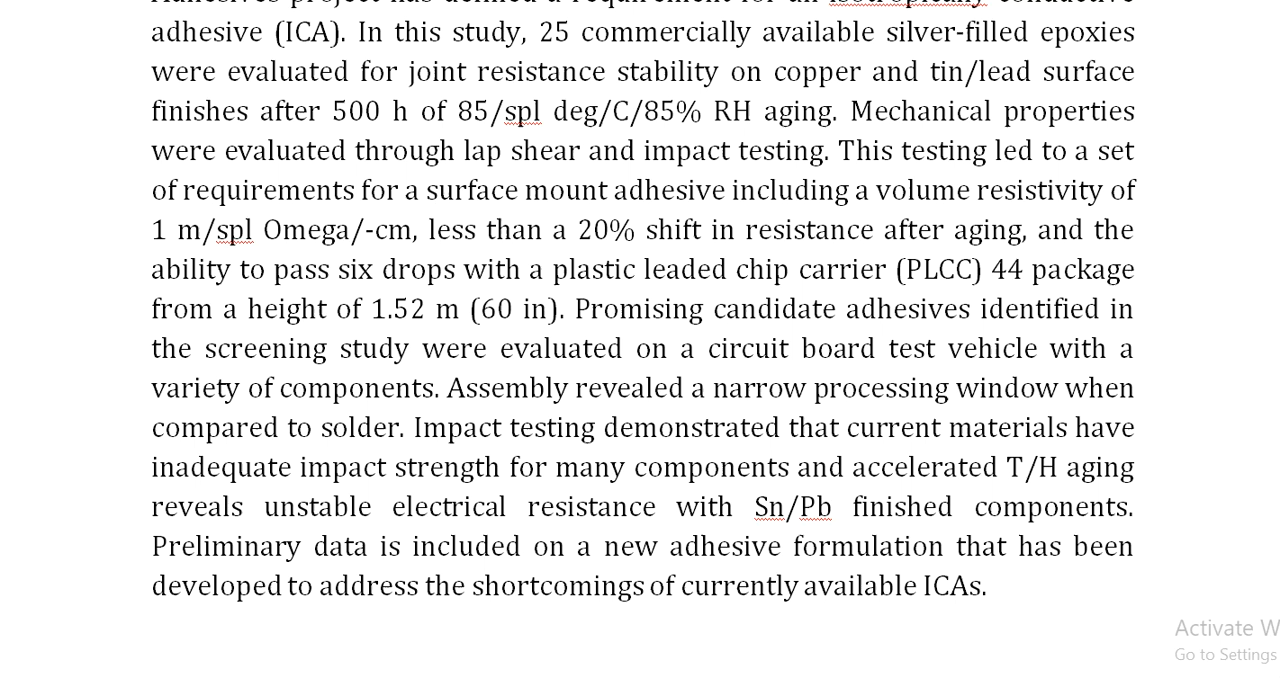 adhesive (ICA). In this study, 25 commercially available silver-filled epoxies
were evaluated for joint resistance stability on copper and tin/lead surface
finishes after 500 h of 85/spl deg/C/85% RH aging. Mechanical properties
were evaluated through lap shear and impact testing. This testing led to a set
of requirements for a surface mount adhesive including a volume resistivity of
1 m/spl Omega/-cm, less than a 20% shift in resistance after aging, and the
ability to pass six drops with a plastic leaded chip carrier (PLCC) 44 package
from a height of 1.52 m (60 in). Promising candidate adhesives identified in
the screening study were evaluated on a circuit board test vehicle with a
variety of components. Assembly revealed a narrow processing window when
compared to solder. Impact testing demonstrated that current materials have
inadequate impact strength for many components and accelerated T/H aging
reveals unstable electrical resistance with Sn/Pb finished components.
Preliminary data is included on a new adhesive formulation that has been
developed to address the shortcomings of currently available ICAs.
Activate W
Go to Settings